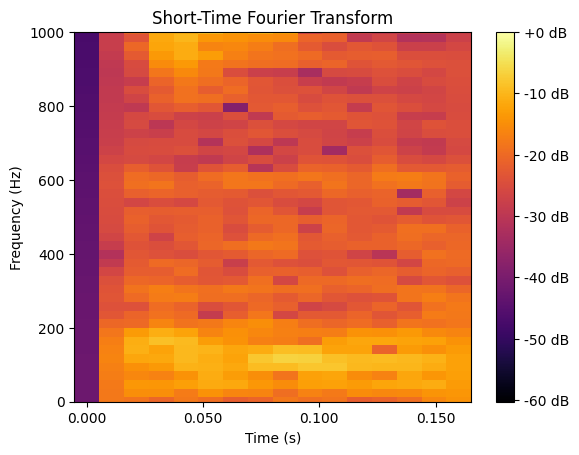 Short-Time Fourier Transform
1000
800
600
400
200
0
Frequency (Hz)
0.000
0.050
0.100
0.150
Time (s)
+0 dB
-10 dB
-20 dB
-30 dB
-40 dB
-50 dB
-60 dB